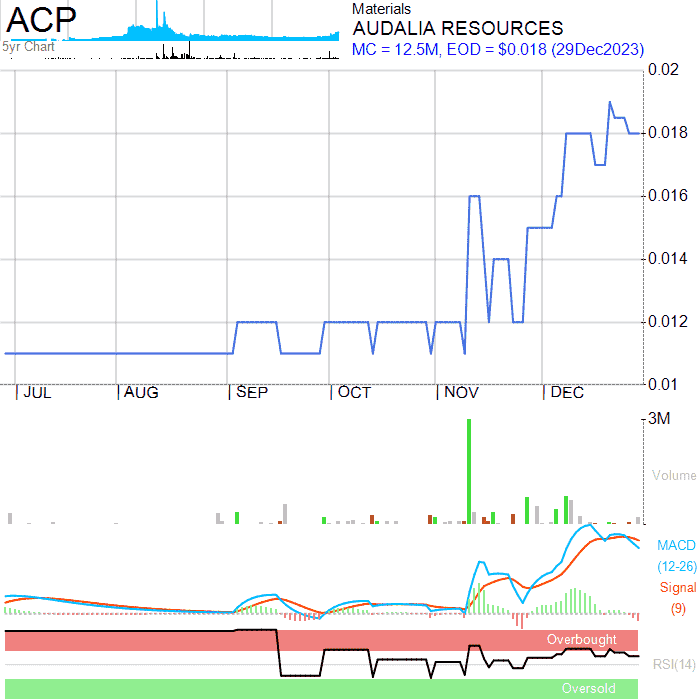 ACP
5yr Chart
Materials
AUDALIA RESOURCES
MC = 12.5M, EOD = $0.018 (29Dec2023)
0.02
0.018
0.016
0.014
0.012
0.01
JUL AUG SEP OCT NOV DEC
3M
Volume
MACD
(12-26)
Signal
(9)
Overbought
RSI(14)
Oversold